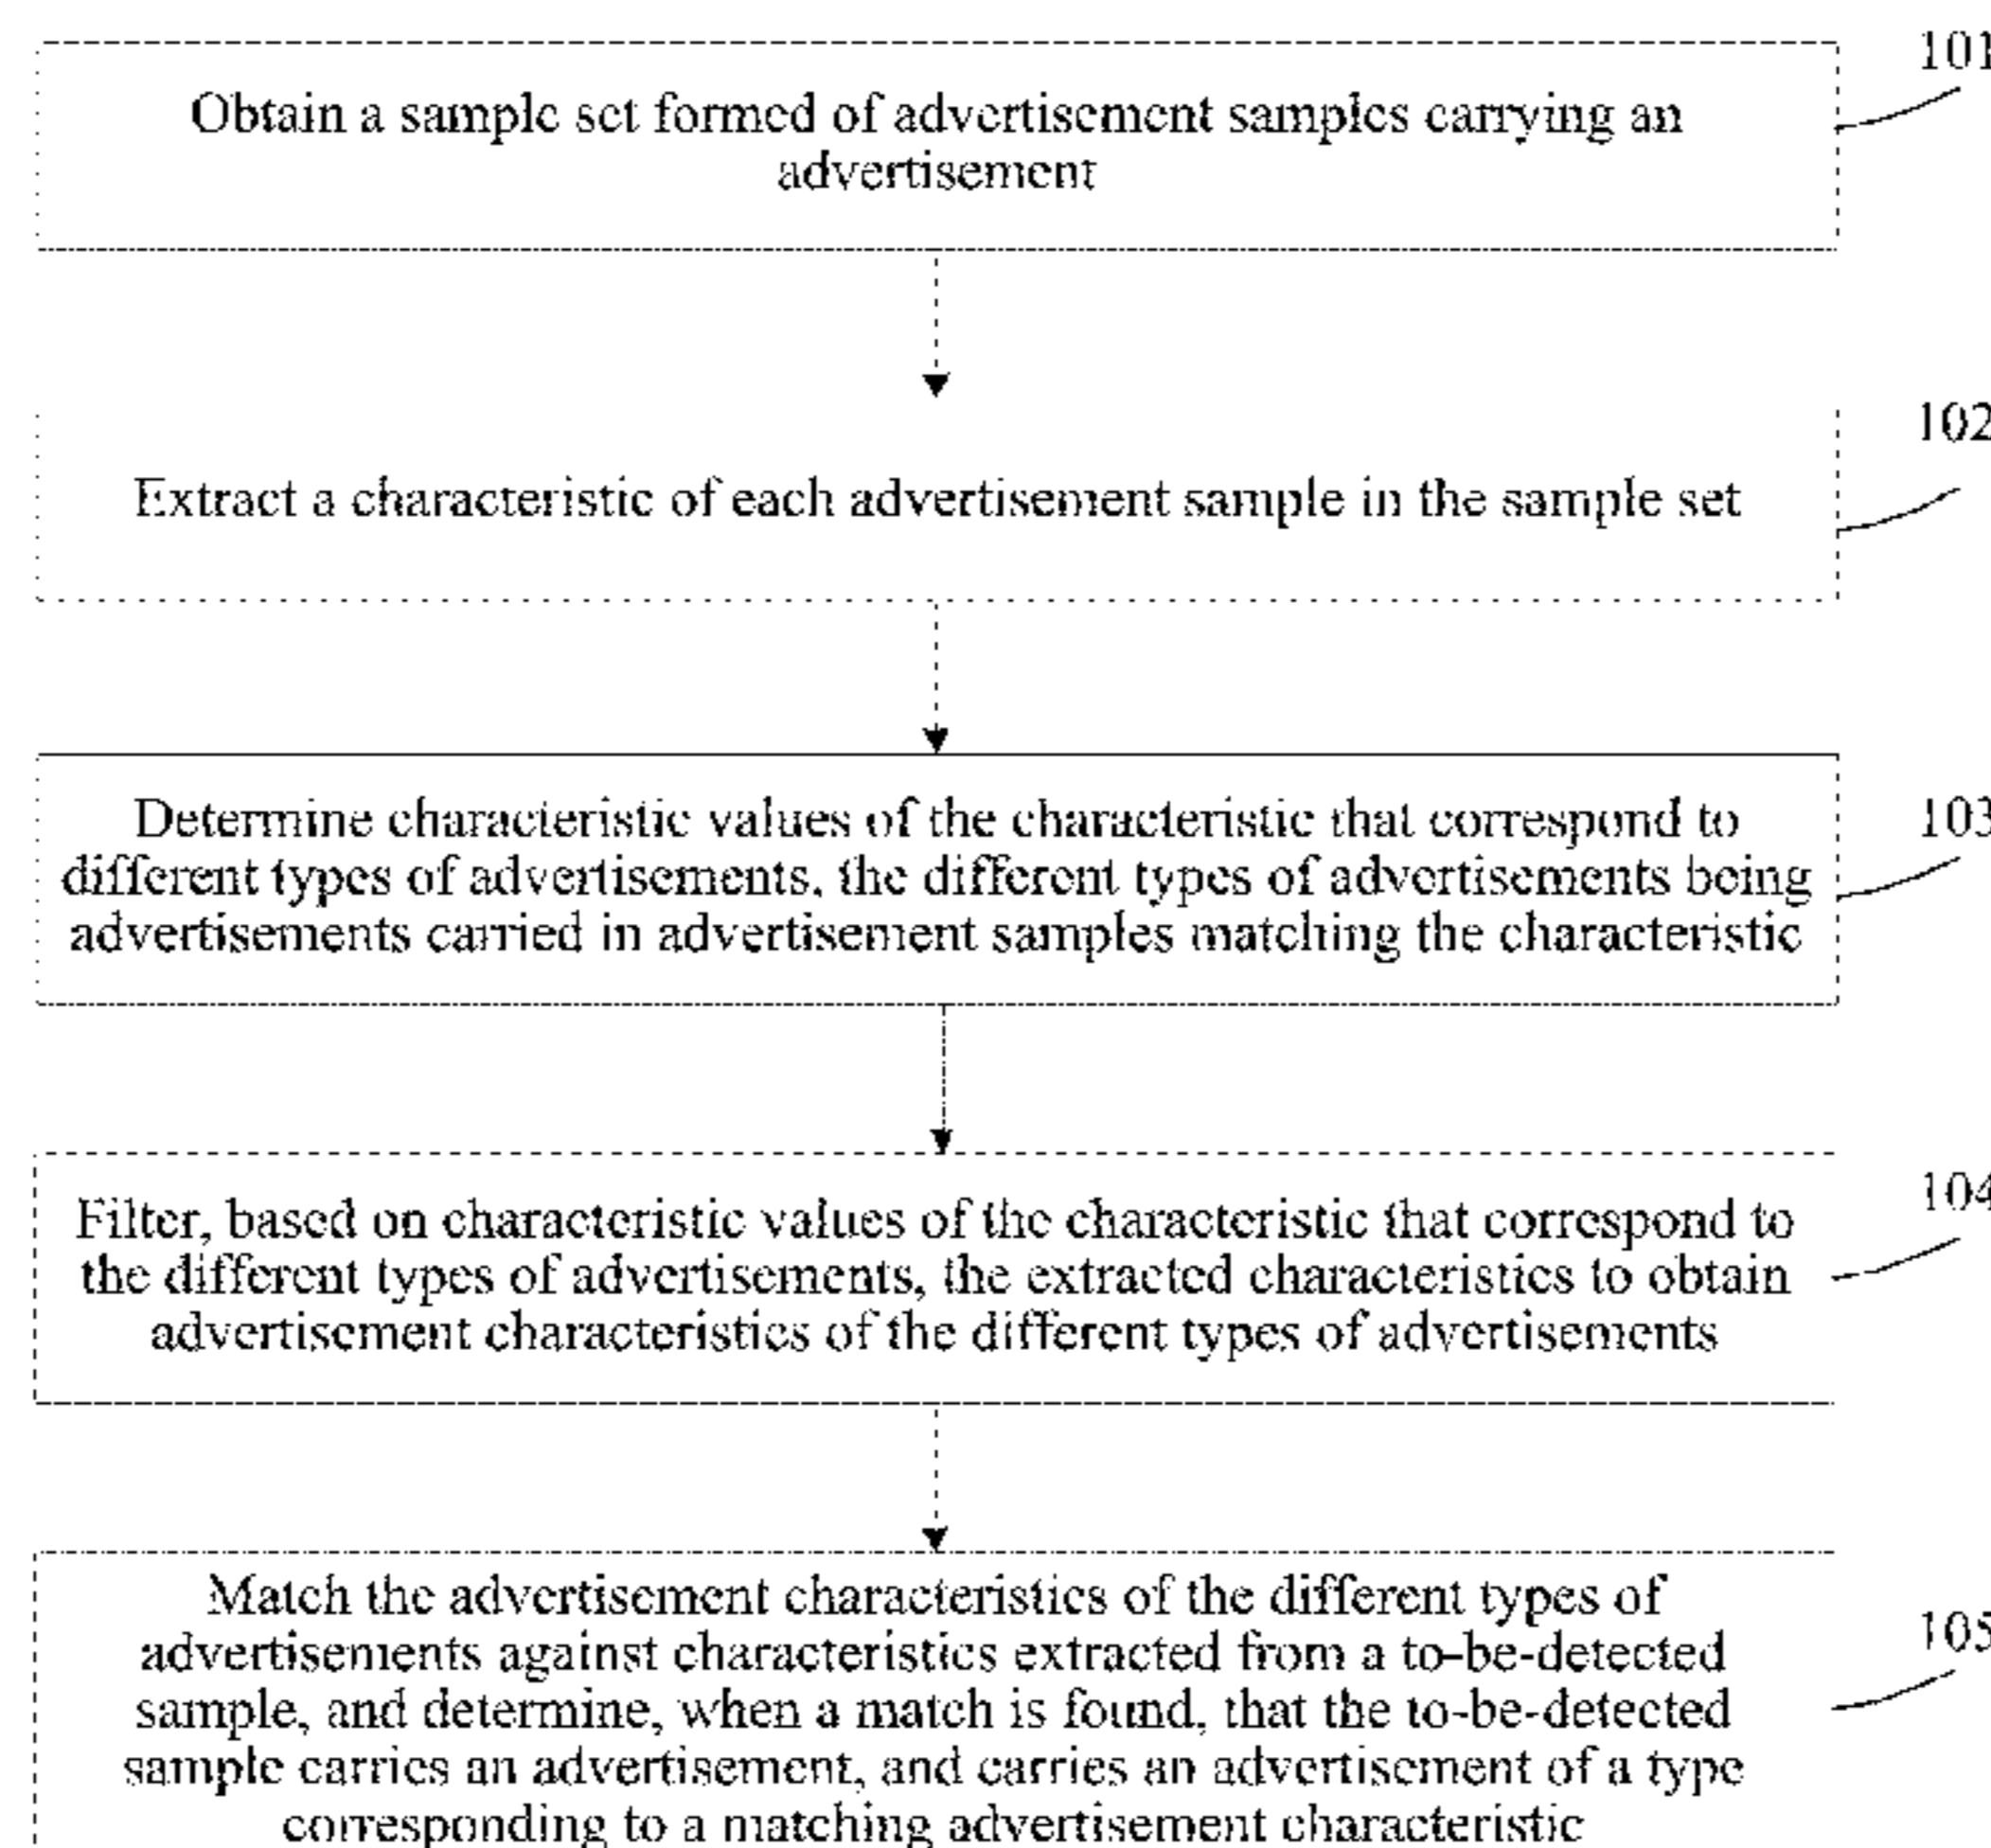 101
Obtain a sample set formed of advertisement samples carrying an
advertisement
102
Extract a characteristic of each advertisement sample in the sample set
103
Determine characteristic values of the characteristic that correspond to
different types of advertisements, the different types of advertisements being
advertisements carried in advertisement samples matching the characteristic
104
Filter, based on characteristic values of the characteristic that correspond to
the different types of advertisements, the extracted characteristics to obtain
advertisement characteristics of the different types of advertisements
105
Match the advertisement characteristics of the different types of
advertisements against characteristics extracted from a to-be-detected
sample, and determine, when a match is found, that the to-be-detected
sample carries an advertisement, and carries an advertisement of a type
corresponding to a matching advertisement characteristic